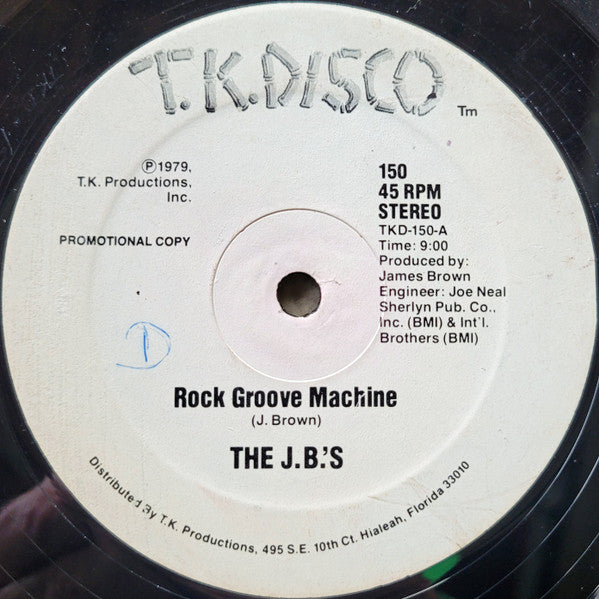 T.K.DISCO
Tm
Ⓟ1979,
T.K. Productions,
Inc.
PROMOTIONAL COPY
150
45 RPM
STEREO
TKD-150-A
Time: 9:00
Produced by:
James Brown
Engineer: Joe Neal
Sherlyn Pub. Co.,
Inc. (BMI) & Int'l.
Brothers (BMI)
D
Rock Groove Machine
(J. Brown)
THE J.B.'S
Distributed By T.K. Productions, 495 S.E. 10th Ct. Hialeah, Florida 33010